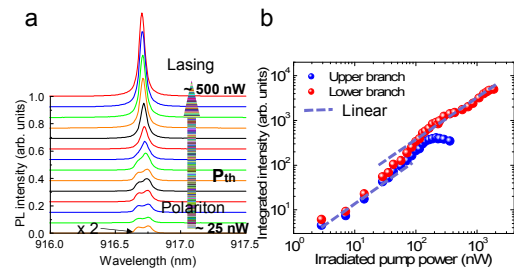 a
Lasing
~ 500 nW
P_th
Polariton
~ 25 nW
x 2
1.0
0.8
0.6
0.4
0.2
0.0
PL intensity (arb. units)
916.0 916.5 917.0 917.5
Wavelength (nm)
b
Upper branch
Lower branch
Linear
10^4
10^3
10^2
10^1
Integrated intensity (arb. units)
10^0 10^1 10^2 10^3
Irradiated pump power (nW)